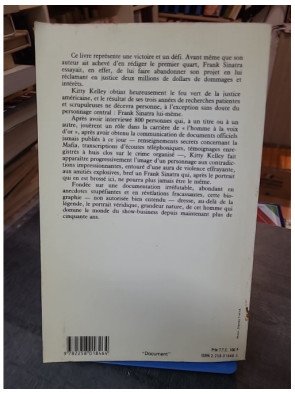 Ce livre représente une victoire et un défi. Avant même que son
auteur ait achevé d'en rédiger le premier quart, Frank Sinatra
essayait, en effet, de lui faire abandonner son projet en lui
réclamant en justice deux millions de dollars de dommages et
intérêts.
Kitty Kelley obtint heureusement le feu vert de la justice
américaine, et le résultat de ses trois années de recherches patientes
et scrupuleuses ne décevra personne, à l'exception sans doute du
personnage central : Frank Sinatra lui-même.
Après avoir interviewé 800 personnes qui, à un titre ou à un
autre, jouèrent un rôle dans la carrière de « l'homme à la voix
d'or », après avoir obtenu la communication de documents officiels
jamais publiés à ce jour — renseignements secrets concernant la
Mafia, transcriptions d'écoutes téléphoniques, témoignages enre-
gistrés à huis clos sur le crime organisé —, Kitty Kelley fait
apparaître progressivement l'image d'un personnage aux contradic-
tions impressionnantes, entouré d'une aura de violence effrayante,
aux amitiés explosives, bref un Frank Sinatra qui, après le portrait
qui en est brossé ici, ne pourra plus jamais être le même.
Fondée sur une documentation irréfutable, abondant en
anecdotes stupéfiantes et en révélations fracassantes, cette bio-
graphie — non autorisée bien entendu — dresse, au-delà de la
légende, le portrait véridique, grandeur nature, de cet homme qui
domine le monde du show-business depuis maintenant plus de
cinquante ans.
9 782258 018464
"Document"